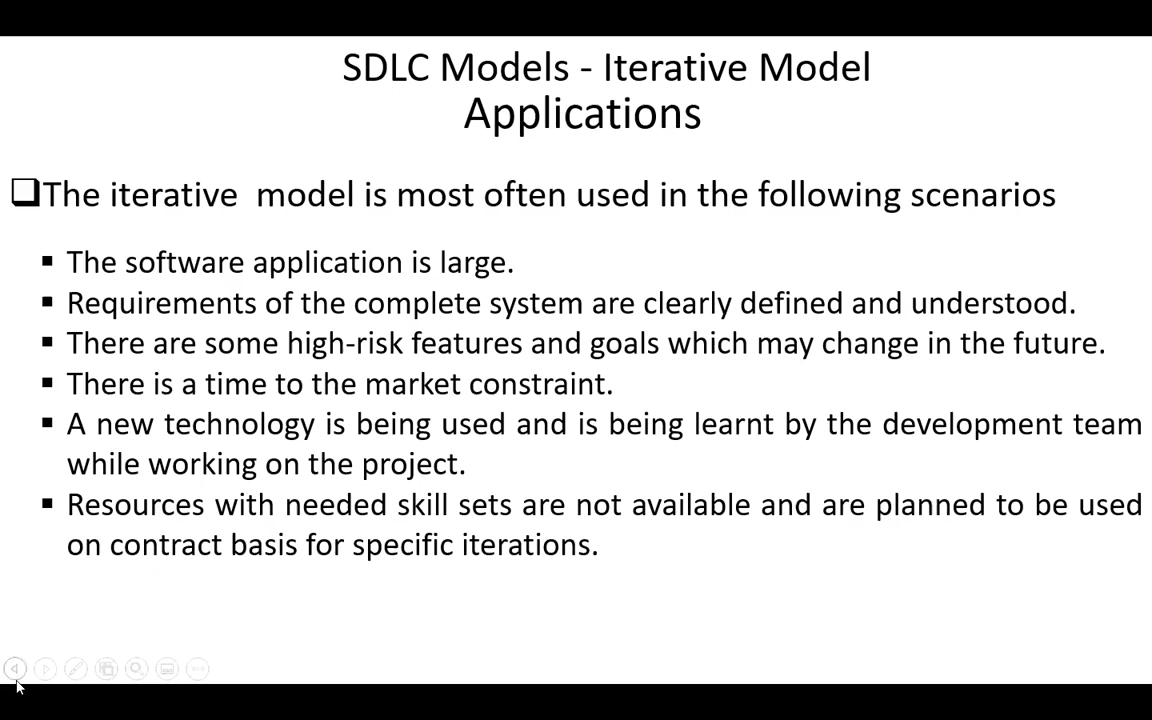 SDLC Models - Iterative Model
Applications
❑The iterative  model is most often used in the following scenarios
▪ The software application is large.
▪ Requirements of the complete system are clearly defined and understood.
▪ There are some high-risk features and goals which may change in the future.
▪ There is a time to the market constraint.
▪ A new technology is being used and is being learnt by the development team
while working on the project.
▪ Resources with needed skill sets are not available and are planned to be used
on contract basis for specific iterations.